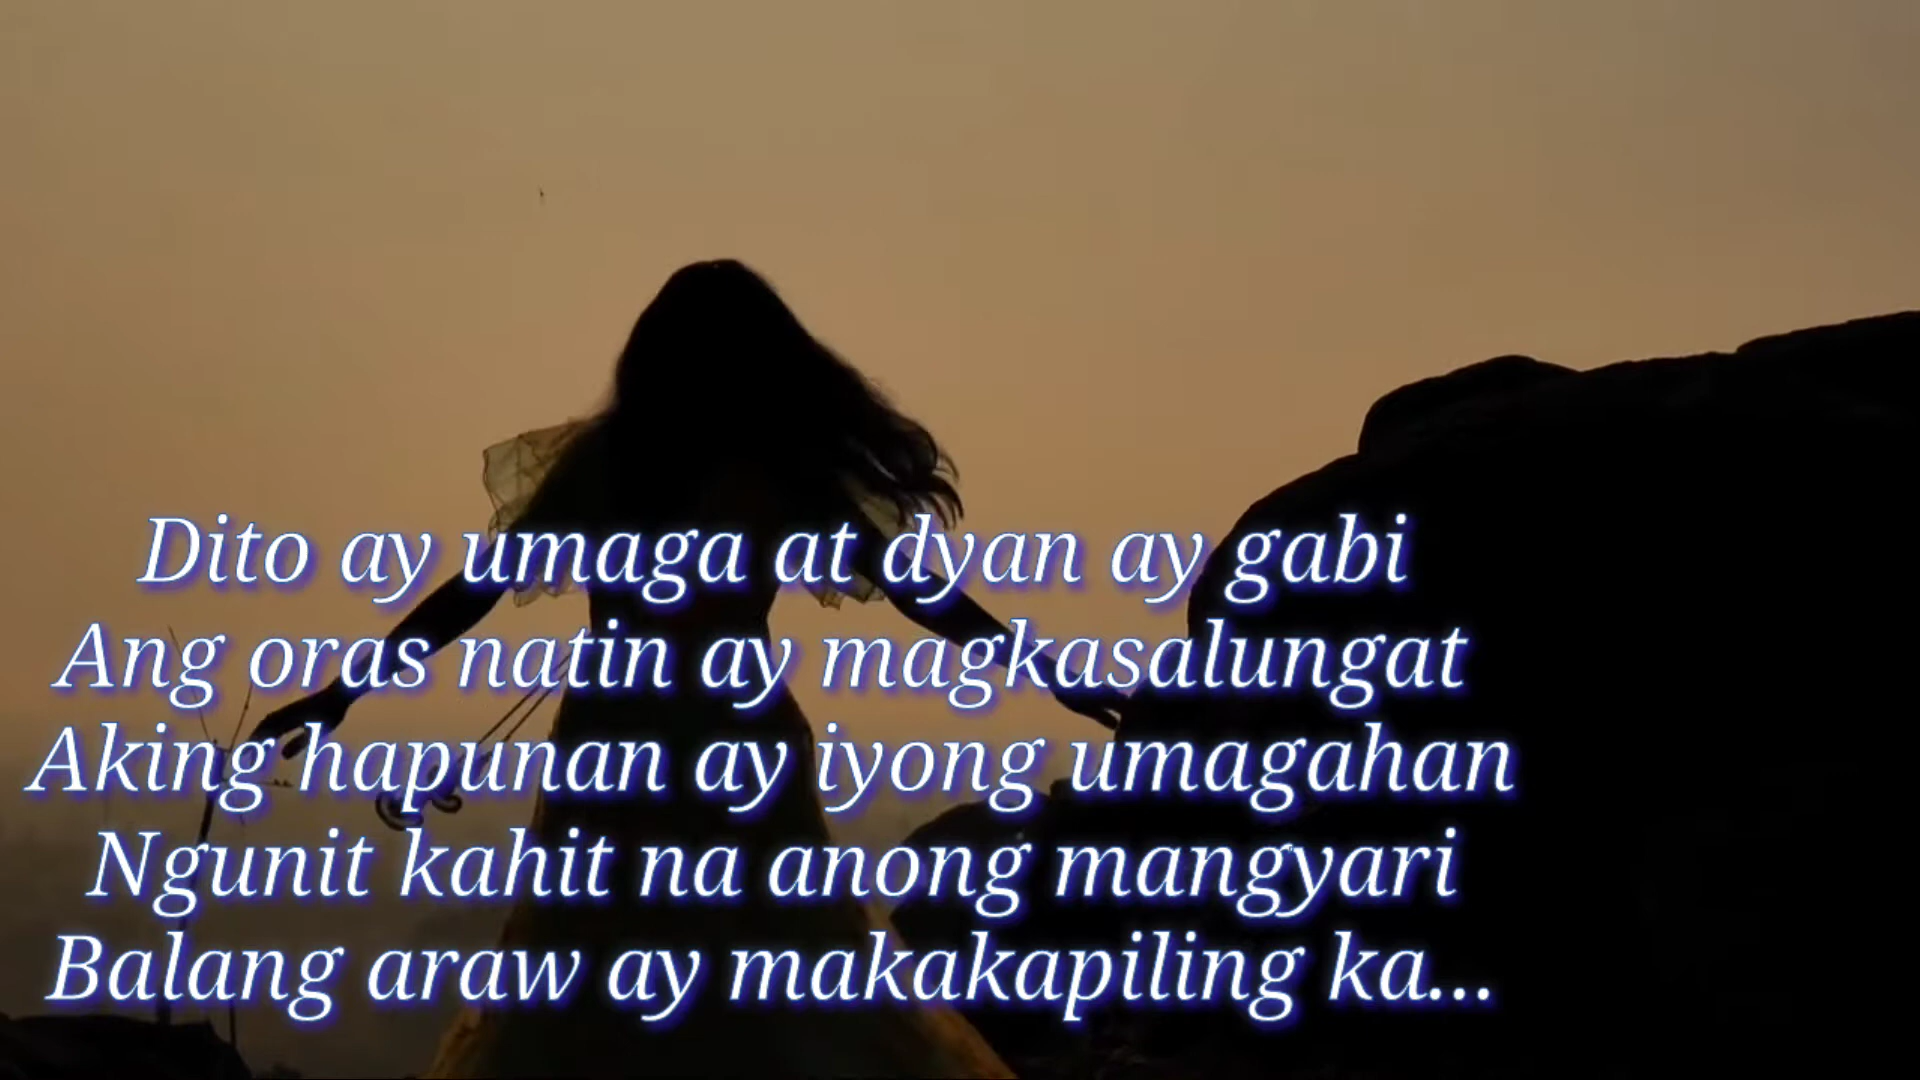 Dito ay umaga at dyan ay gabi
Ang oras natin ay magkasalungat
Aking hapunan ay iyong umagahan
Ngunit kahit na anong mangyari
Balang araw ay makakapiling ka...